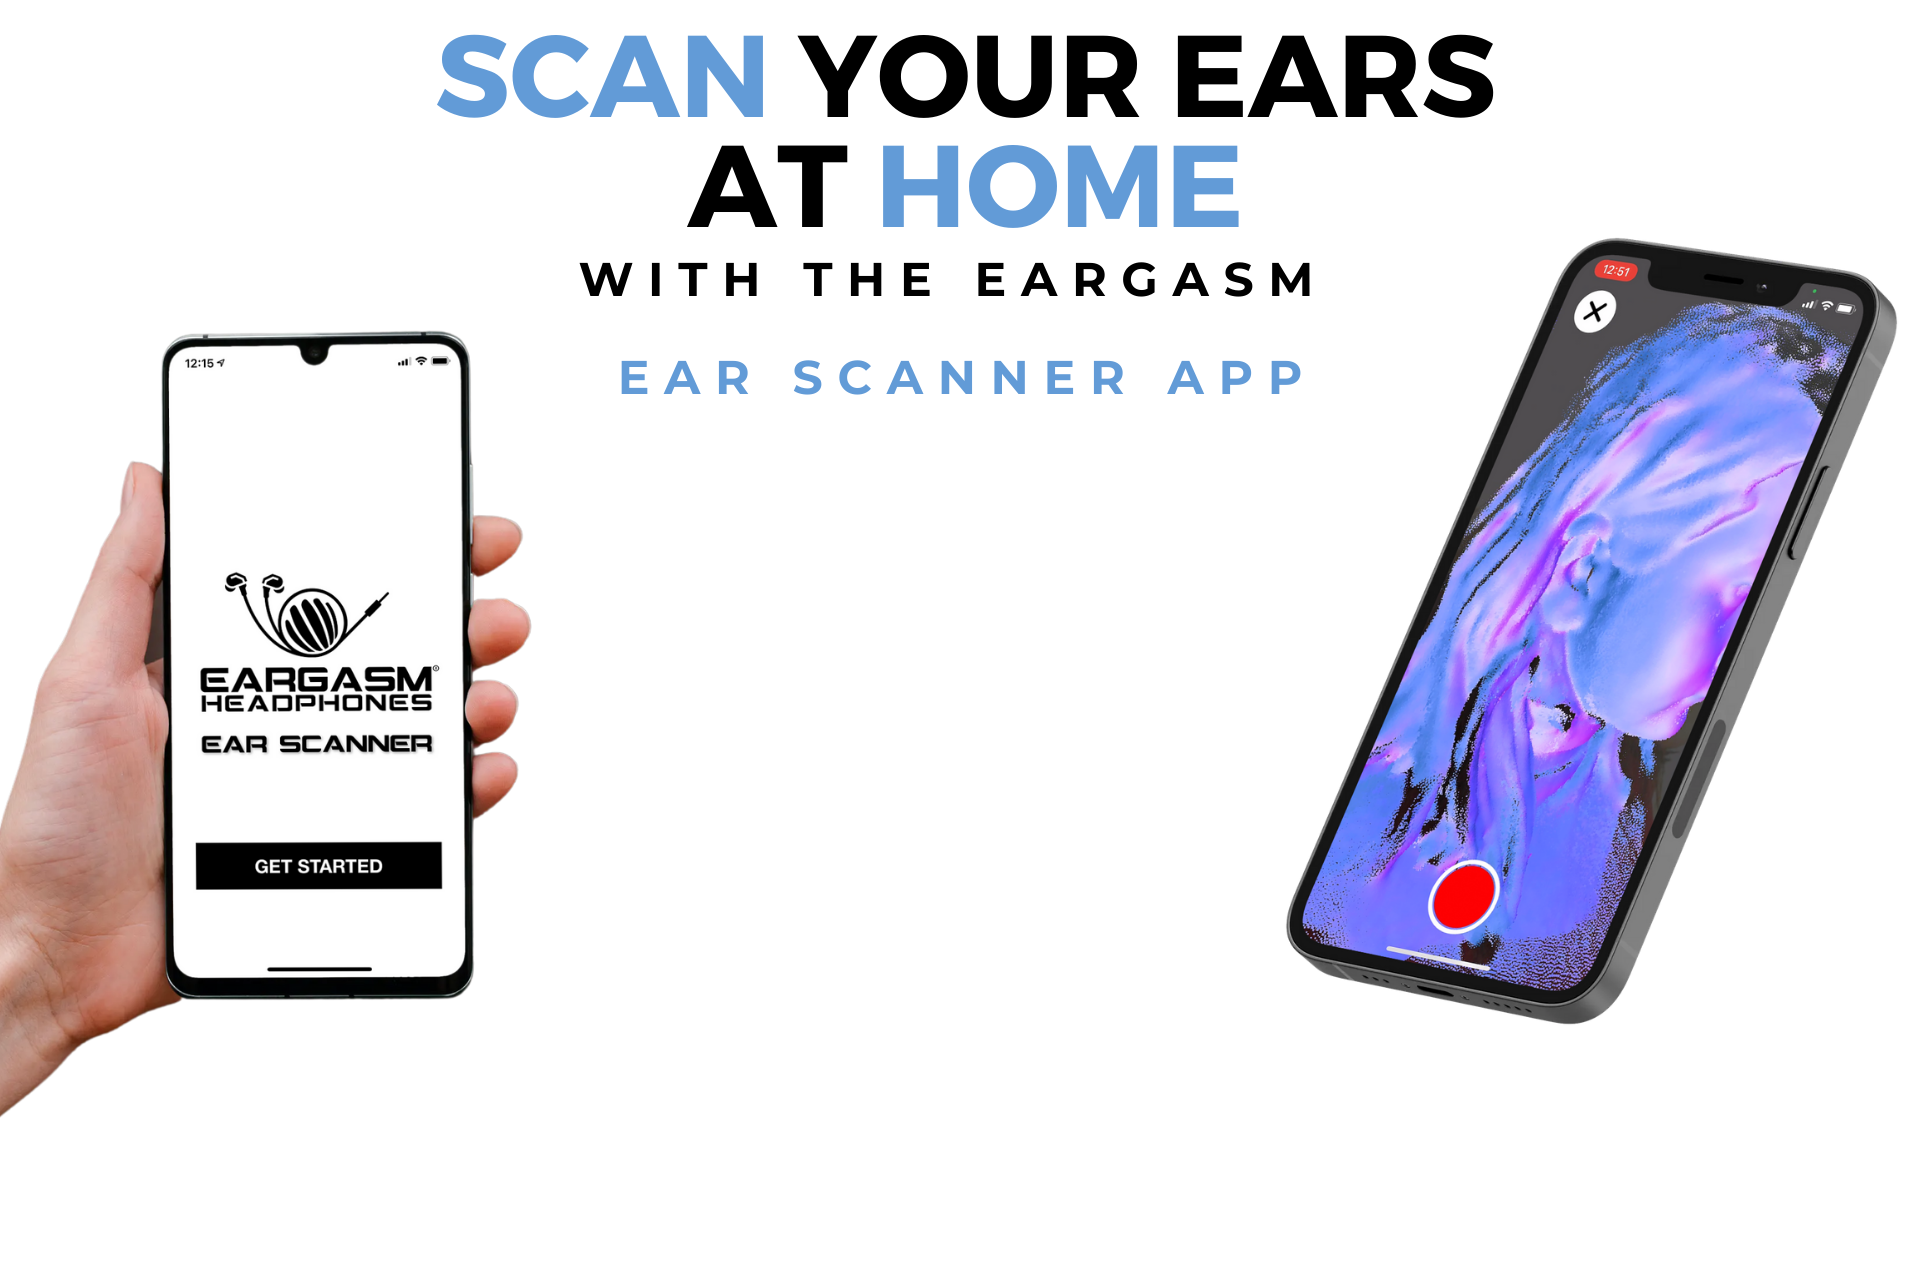 SCAN YOUR EARS
AT HOME
WITH THE EARGASM
EAR SCANNER APP
12:15
EARGASM®
HEADPHONES
EAR SCANNER
GET STARTED
12:51